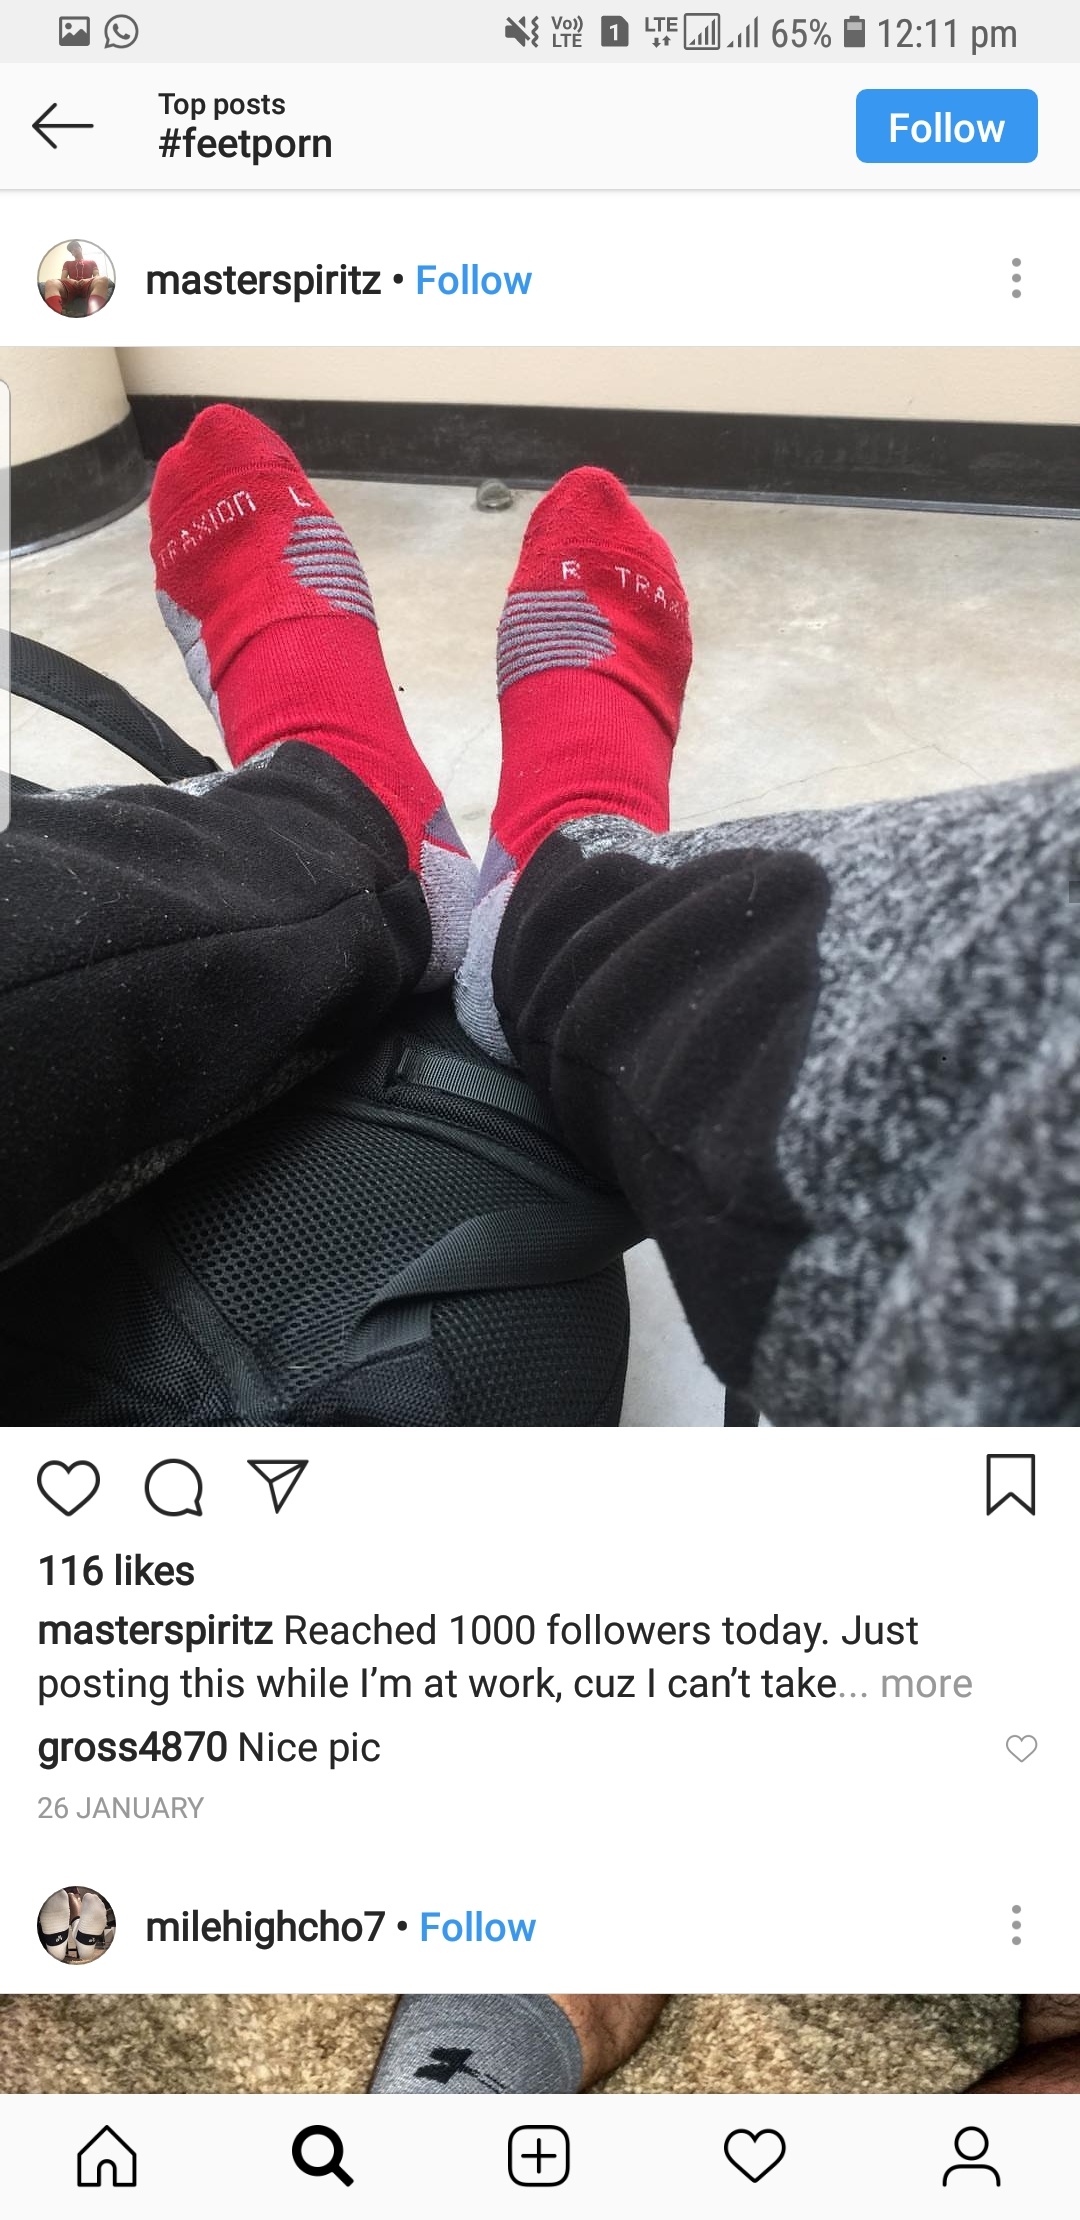 Vo)) LTE 1 LTE 65% 12:11 pm
Top posts
#feetporn
Follow
masterspiritz • Follow
TRAXION L
R TRAX
116 likes
masterspiritz Reached 1000 followers today. Just
posting this while I’m at work, cuz I can’t take... more
gross4870 Nice pic
26 JANUARY
milehighcho7 • Follow